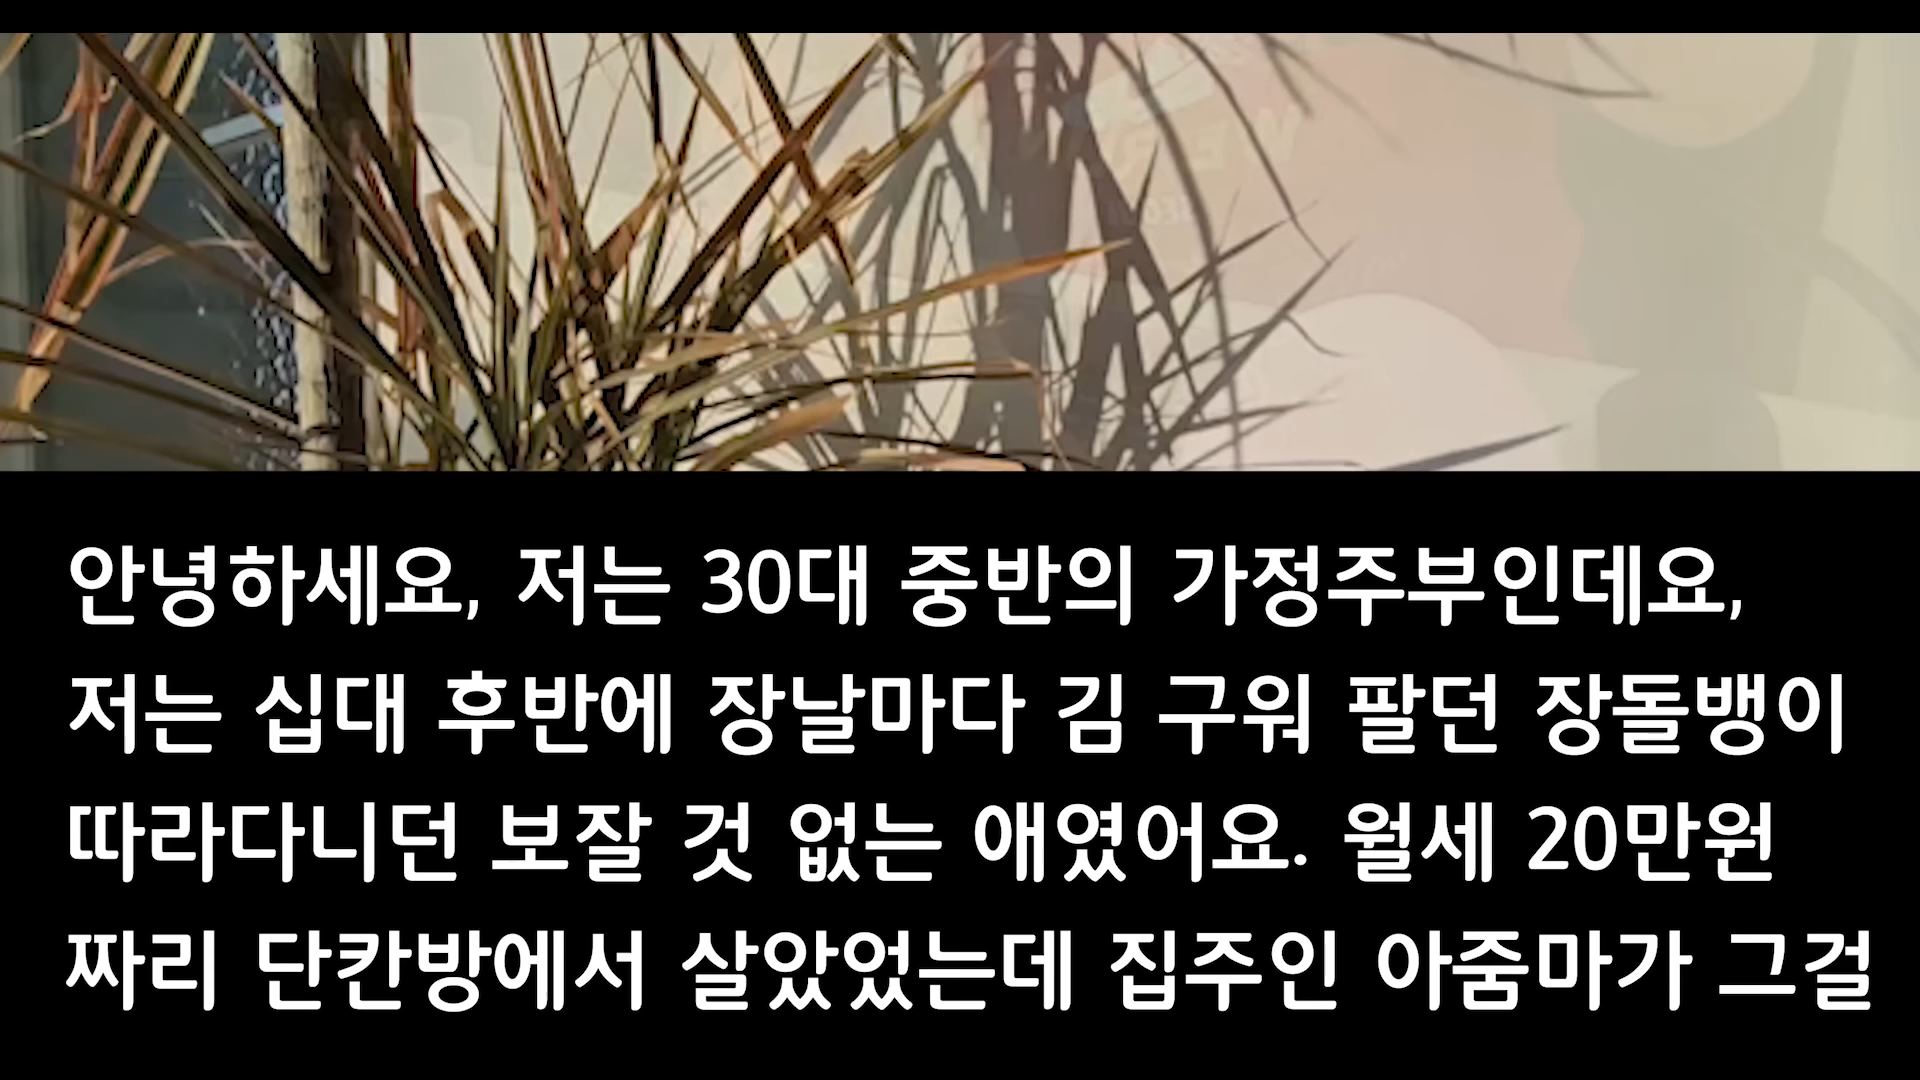 안녕하세요, 저는 30대 중반의 가정주부인데요,
저는 십대 후반에 장날마다 김 구워 팔던 장돌뱅이
따라다니던 보잘 것 없는 애였어요. 월세 20만원
짜리 단칸방에서 살았었는데 집주인 아줌마가 그걸